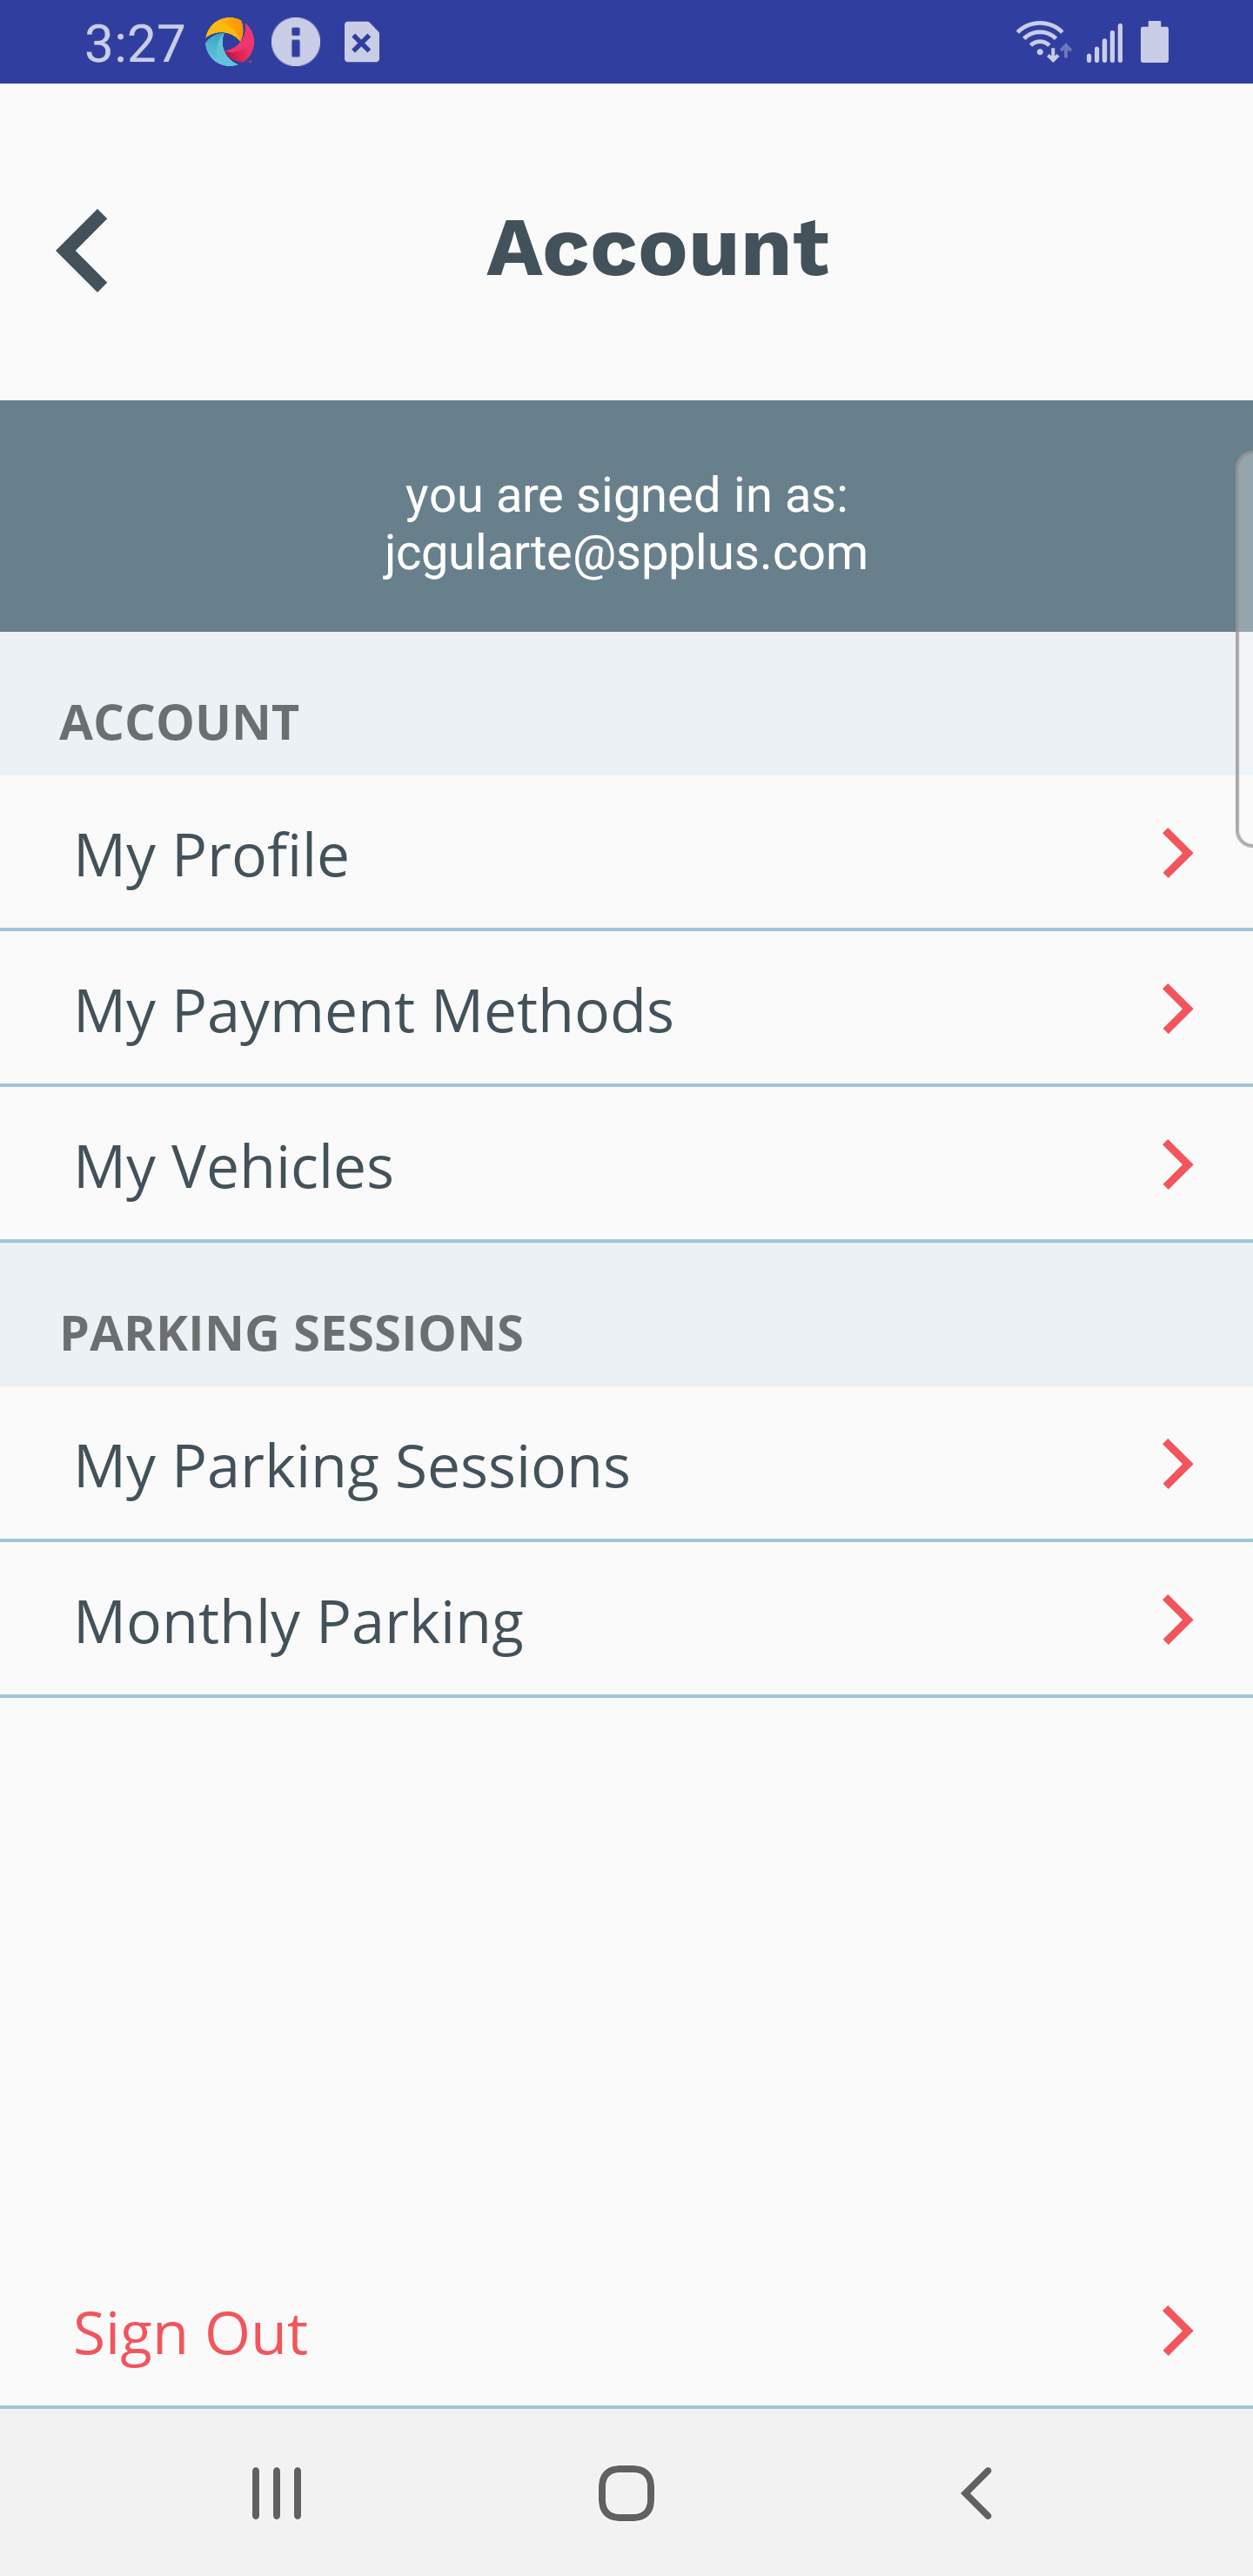 3:27
Account
you are signed in as:
jcgularte@spplus.com
ACCOUNT
My Profile
My Payment Methods
My Vehicles
PARKING SESSIONS
My Parking Sessions
Monthly Parking
Sign Out